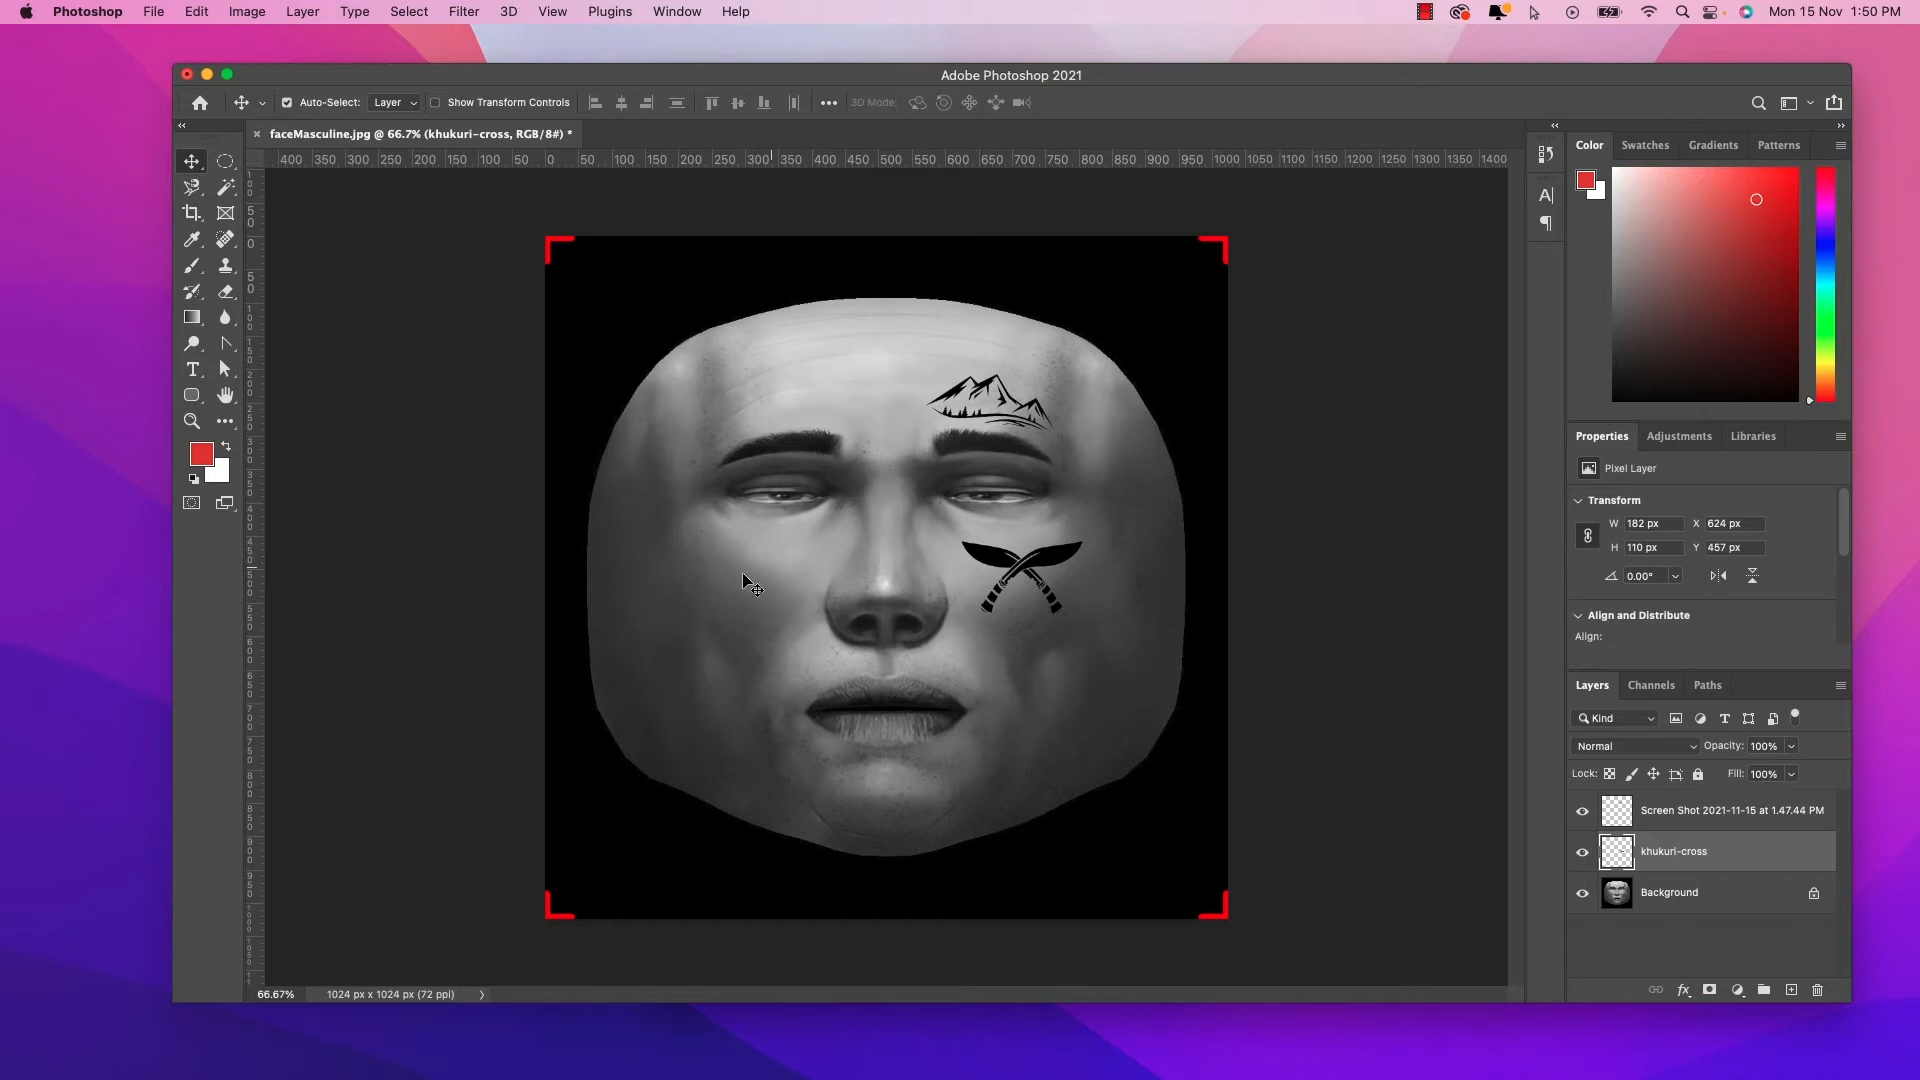 Photoshop File Edit Image Layer Type Select Filter 3D View Plugins Window Help Mon 15 Nov 1:50 PM
Adobe Photoshop 2021
Auto-Select: Layer Show Transform Controls 3D Mode:
faceMasculine.jpg @ 66.7% (khukuri-cross, RGB/8#) *
400 350 300 250 200 150 100 50 0 50 100 150 200 250 300 350 400 450 500 550 600 650 700 750 800 850 900 950 1000 1050 1100 1150 1200 1250 1300 1350 1400
Color Swatches Gradients Patterns
Properties Adjustments Libraries
Pixel Layer
Transform
W 182 px X 624 px
H 110 px Y 457 px
0.00°
Align and Distribute
Align:
Layers Channels Paths
Kind
Normal Opacity: 100%
Lock: Fill: 100%
Screen Shot 2021-11-15 at 1.47.44 PM
khukuri-cross
Background
66.67% 1024 px x 1024 px (72 ppi)